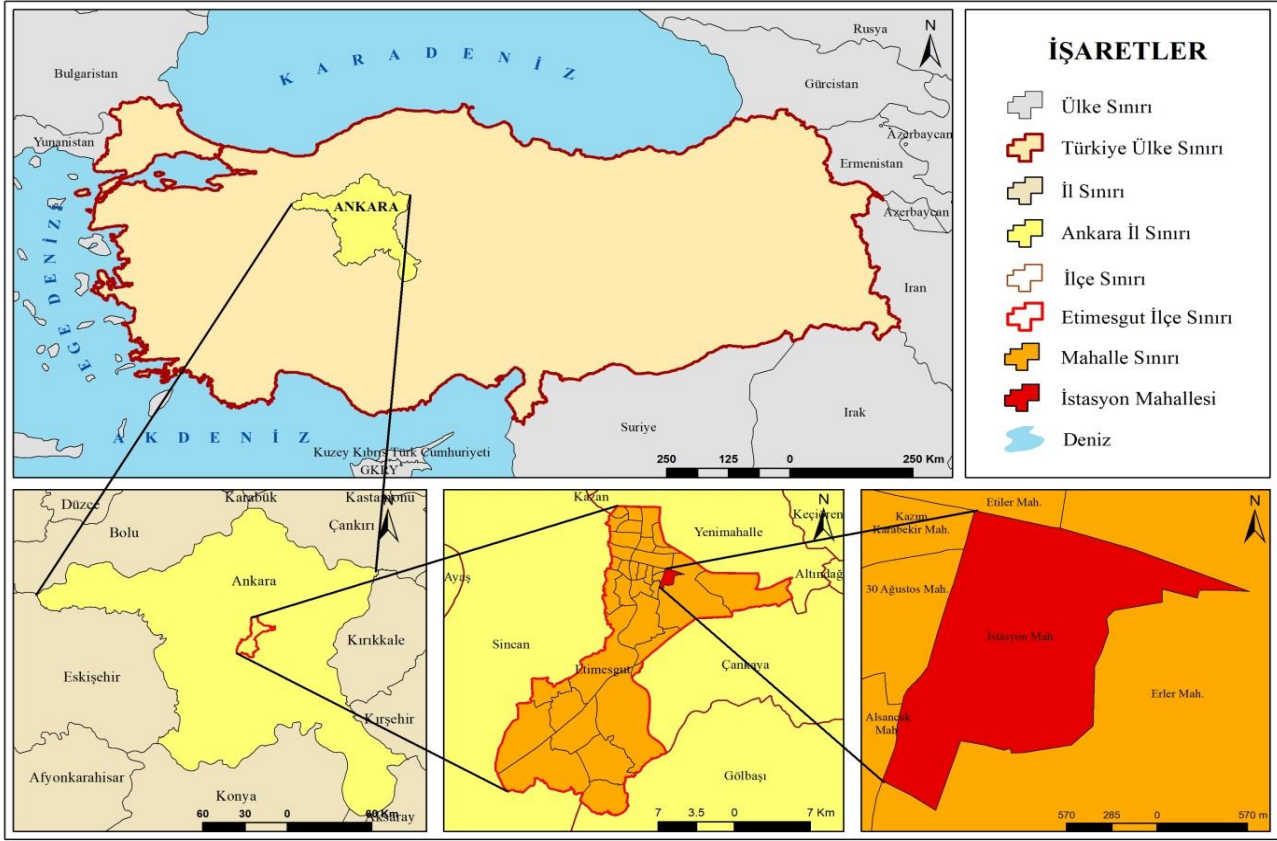 Rusya
N
Bulgaristan
KARADENİZ
Gürcistan
Yunanistan
Azerbaycan
Ermenistan
ANKARA
Azerbaycan
EGE DENİZİ
İran
Irak
Suriye
AKDENİZ
Kuzey Kıbrıs Türk Cumhuriyeti
GKRY
250 125 0 250 Km
İŞARETLER
Ülke Sınırı
Türkiye Ülke Sınırı
İl Sınırı
Ankara İl Sınırı
İlçe Sınırı
Etimesgut İlçe Sınırı
Mahalle Sınırı
İstasyon Mahallesi
Deniz
Düzce
Karabük
Kastamonu
N
Bolu
Çankırı
Ankara
Kırıkkale
Eskişehir
Kırşehir
Afyonkarahisar
Konya
60 30 0 60 Km
Aksaray
Kazan
N
Keçiören
Yenimahalle
Ayaş
Altındağ
Sincan
Etimesgut
Çankaya
Gölbaşı
7 3.5 0 7 Km
Etiler Mah.
N
Kazım
Karabekir Mah.
30 Ağustos Mah.
İstasyon Mah.
Erler Mah.
Alsancak
Mah
570 285 0 570 m